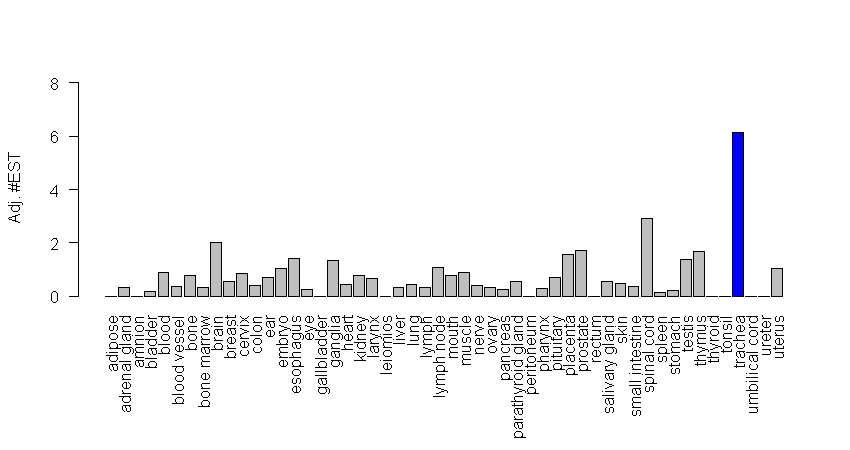 Adj. #EST
8
6
4
2
0
adipose
adrenal gland
amnion
bladder
blood
blood vessel
bone
bone marrow
brain
breast
cervix
colon
ear
embryo
esophagus
eye
gallbladder
ganglia
heart
kidney
larynx
leiomios
liver
lung
lymph
lymph node
mouth
muscle
nerve
ovary
pancreas
parathyroid gland
peritoneum
pharynx
pituitary
placenta
prostate
rectum
salivary gland
skin
small intestine
spinal cord
spleen
stomach
testis
thymus
thyroid
tonsil
trachea
umbilical cord
ureter
uterus